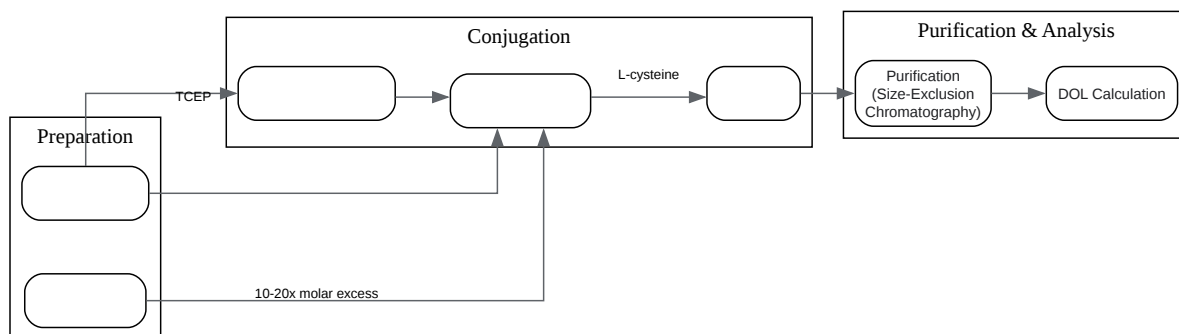 Purification & Analysis
Conjugation
Purification
(Size-Exclusion
Chromatography)
DOL Calculation
L-cysteine
TCEP
Preparation
10-20x molar excess